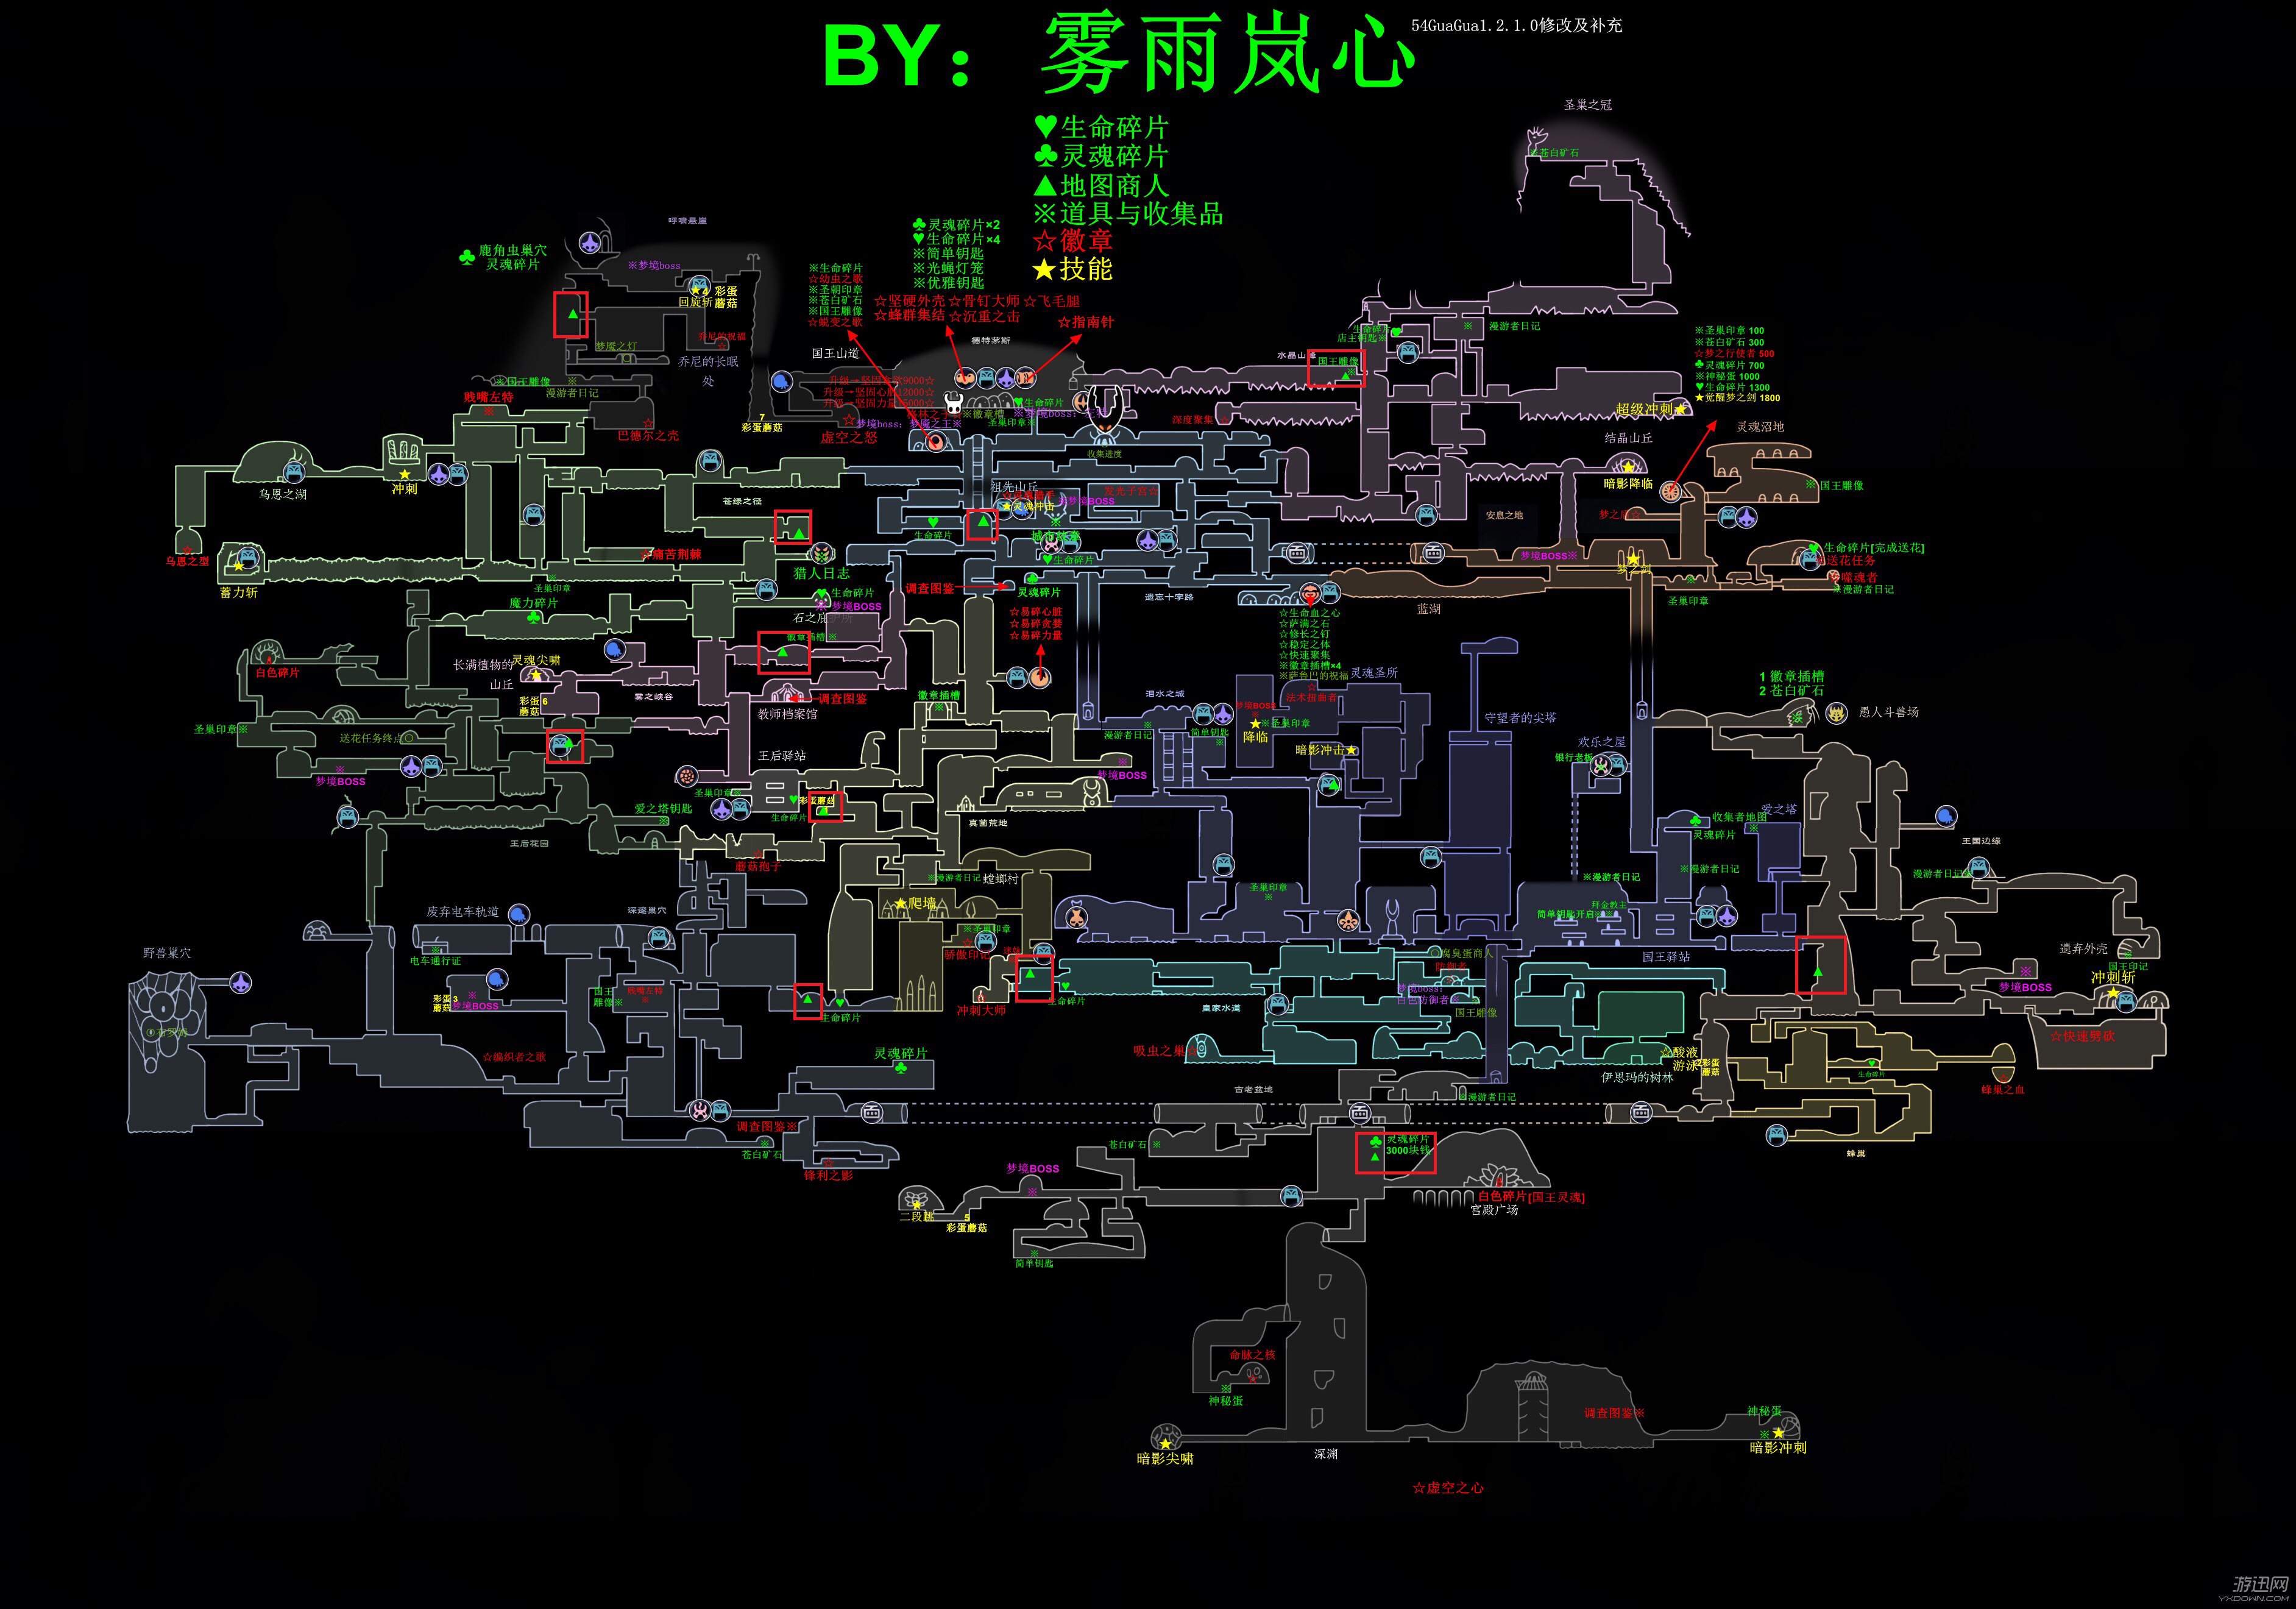 BY：雾雨岚心
54GuaGua1.2.1.0修改及补充
♥生命碎片
♣灵魂碎片
▲地图商人
※道具与收集品
☆徽章
★技能
圣巢之冠
※苍白矿石
呼啸悬崖
♣鹿角虫巢穴
灵魂碎片
※梦境boss
★4 彩蛋
回旋斩 蘑菇
♣灵魂碎片×2
♥生命碎片×4
※简单钥匙
※光蝇灯笼
※优雅钥匙
※生命碎片
☆幼虫之歌
※圣朝印章
※苍白矿石
※国王雕像
☆蜕变之歌
☆坚硬外壳☆骨钉大师☆飞毛腿
☆蜂群集结☆沉重之击
☆指南针
德特茅斯
国王山道
梦魇之灯
乔尼的祝福
乔尼的长眠
处
※国王雕像
漫游者日记
贱嘴左特
巴德尔之壳
7
彩蛋蘑菇
升级→坚固贪婪9000☆
升级→坚固心脏12000☆
升级→坚固力量15000☆
虚空之怒
※梦境boss：梦魇之王※
※徽章槽
♥生命碎片
圣巢印章※
收集进度
深度聚集☆
水晶山峰
国王雕像
生命碎片
店主钥匙※
※ 漫游者日记
※圣巢印章 100
※苍白矿石 300
☆梦之行使者 500
♣灵魂碎片 700
※神秘蛋 1000
♥生命碎片 1300
★觉醒梦之剑 1800
超级冲刺★
结晶山丘
暗影降临
灵魂沼地
※国王雕像
安息之地
梦之盾☆
梦境BOSS※
梦之剑
生命碎片[完成送花]
送花任务
噬魂者
※漫游者日记
圣巢印章
乌恩之湖
冲刺
苍绿之径
乌恩之型
蓄力斩
☆痛苦荆棘
圣巢印章
猎人日志
祖先山丘
★灵魂冲击
※梦境BOSS
发光子宫☆
生命碎片
♥生命碎片
调查图鉴
灵魂碎片
遗忘十字路
蓝湖
魔力碎片
♥生命碎片
※梦境BOSS
石之庇护所
徽章插槽※
☆易碎心脏
☆易碎贪婪
☆易碎力量
☆生命血之心
☆萨满之石
☆修长之钉
☆稳定之体
☆快速聚集
※徽章插槽×4
※萨鲁巴的祝福
白色碎片
长满植物的
山丘
灵魂尖啸
彩蛋 6
蘑菇
雾之峡谷
调查图鉴
教师档案馆
徽章插槽
泪水之城
灵魂圣所
法术扭曲者
梦境BOSS
★※圣巢印章
降临
漫游者日记
简单钥匙
暗影冲击★
守望者的尖塔
1 徽章插槽
2 苍白矿石
愚人斗兽场
圣巢印章※
送花任务终点○
梦境BOSS
王后驿站
圣巢印章※
♥彩蛋蘑菇
生命碎片
梦境BOSS
欢乐之屋
银行老板
爱之塔钥匙
王后花园
真菌荒地
蘑菇孢子
收集者地图
灵魂碎片
爱之塔
王国边缘
※漫游者日记
螳螂村
★爬墙
圣巢印章
※漫游者日记
※漫游者日记
漫游者日记※
废弃电车轨道
深邃巢穴
电车通行证
野兽巢穴
彩蛋 3
蘑菇
梦境BOSS
国王
雕像※
贱嘴左特
※圣巢印章
骄傲印记
生命碎片
冲刺大师
生命碎片
拜金教主
简单钥匙开启※
国王驿站
○腐臭蛋商人
防御者
梦境boss：
白色防御者
国王雕像
皇家水道
遗弃外壳
国王印记
冲刺斩
梦境BOSS
☆快速劈砍
☆编织者之歌
灵魂碎片
吸虫之巢
☆酸液
游泳
2彩蛋
蘑菇
伊思玛的树林
生命碎片
蜂巢之血
古老盆地
※漫游者日记
调查图鉴※
苍白矿石
锋利之影
苍白矿石 ※
♣灵魂碎片
3000块钱
蜂巢
梦境BOSS
二段跳
5
彩蛋蘑菇
白色碎片[国王灵魂]
宫殿广场
简单钥匙
命脉之核
神秘蛋
调查图鉴※
神秘蛋
暗影尖啸
深渊
暗影冲刺
☆虚空之心
游迅网
YXDOWN.COM